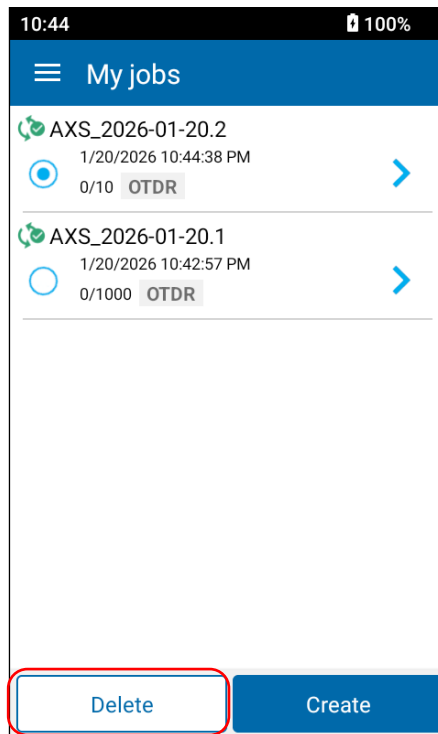 10:44 100%
My jobs
AXS_2026-01-20.2
1/20/2026 10:44:38 PM
0/10 OTDR
AXS_2026-01-20.1
1/20/2026 10:42:57 PM
0/1000 OTDR
Delete Create